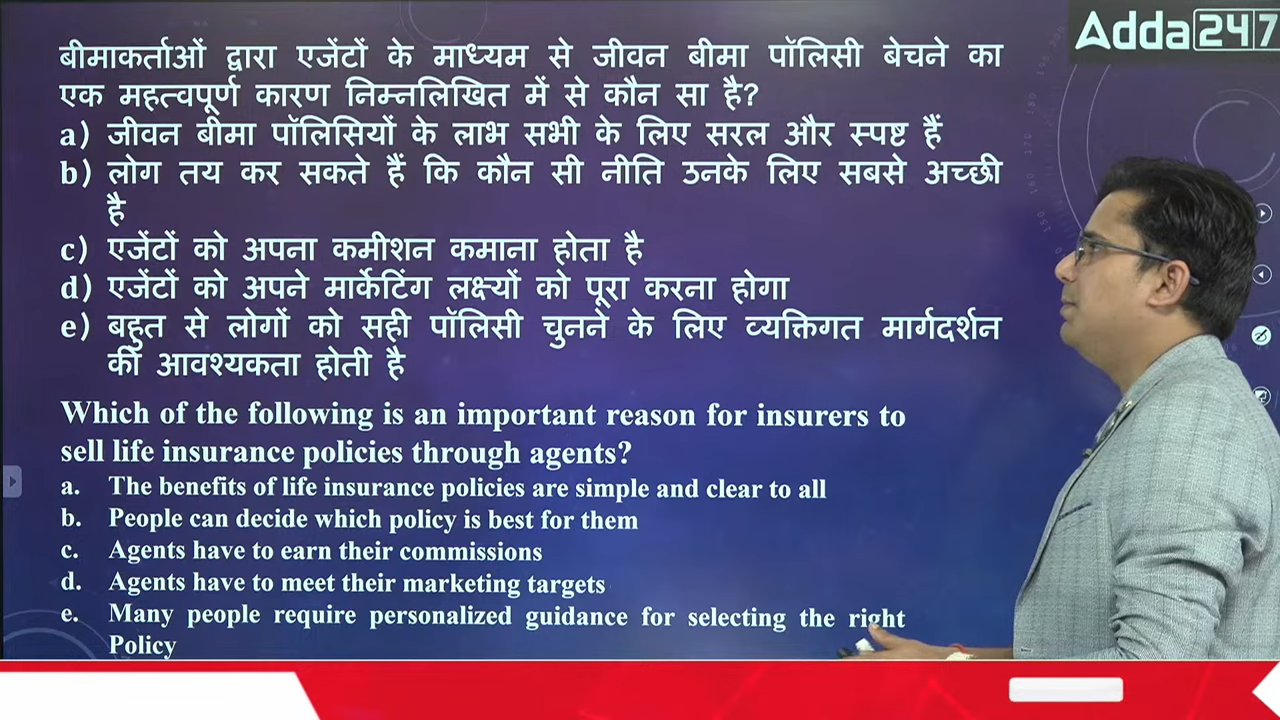 Adda247
बीमाकर्ताओं द्वारा एजेंटों के माध्यम से जीवन बीमा पॉलिसी बेचने का
एक महत्वपूर्ण कारण निम्नलिखित में से कौन सा है?
a) जीवन बीमा पॉलिसियों के लाभ सभी के लिए सरल और स्पष्ट हैं
b) लोग तय कर सकते हैं कि कौन सी नीति उनके लिए सबसे अच्छी
है
c) एजेंटों को अपना कमीशन कमाना होता है
d) एजेंटों को अपने मार्केटिंग लक्ष्यों को पूरा करना होगा
e) बहुत से लोगों को सही पॉलिसी चुनने के लिए व्यक्तिगत मार्गदर्शन
की आवश्यकता होती है
Which of the following is an important reason for insurers to
sell life insurance policies through agents?
a. The benefits of life insurance policies are simple and clear to all
b. People can decide which policy is best for them
c. Agents have to earn their commissions
d. Agents have to meet their marketing targets
e. Many people require personalized guidance for selecting the right
Policy